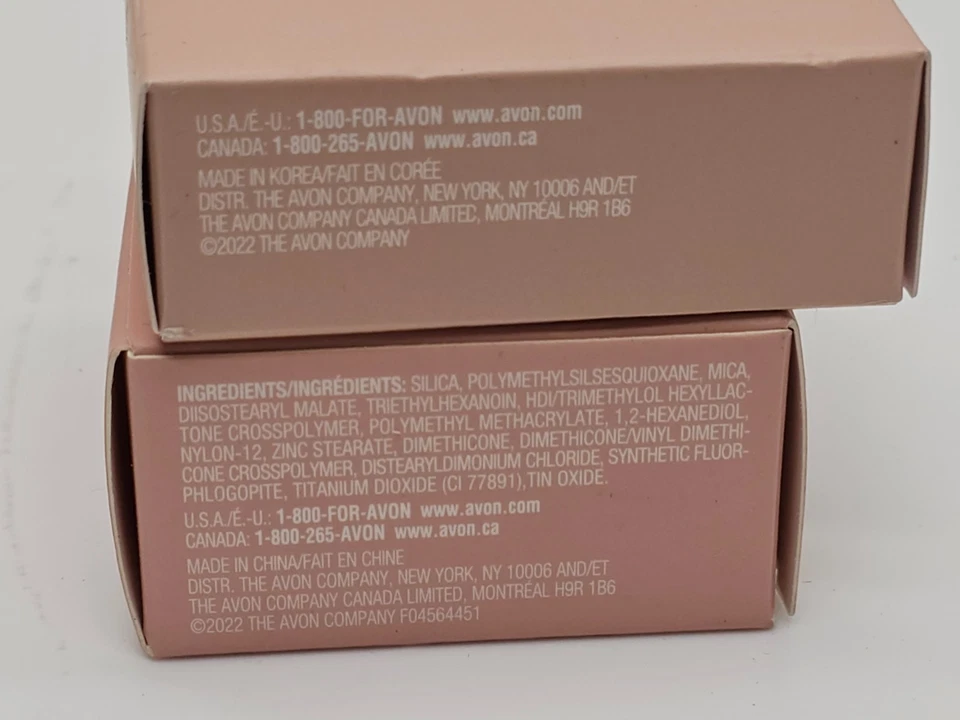 U.S.A./É.-U.: 1-800-FOR-AVON www.avon.com
CANADA: 1-800-265-AVON www.avon.ca
MADE IN KOREA/FAIT EN CORÉE
DISTR. THE AVON COMPANY, NEW YORK, NY 10006 AND/ET
THE AVON COMPANY CANADA LIMITED, MONTRÉAL H9R 1B6
©2022 THE AVON COMPANY
INGREDIENTS/INGRÉDIENTS: SILICA, POLYMETHYLSILSESQUIOXANE, MICA,
DIISOSTEARYL MALATE, TRIETHYLHEXANOIN, HDI/TRIMETHYLOL HEXYLLAC-
TONE CROSSPOLYMER, POLYMETHYL METHACRYLATE, 1,2-HEXANEDIOL,
NYLON-12, ZINC STEARATE, DIMETHICONE, DIMETHICONE/VINYL DIMETHI-
CONE CROSSPOLYMER, DISTEARYLDIMONIUM CHLORIDE, SYNTHETIC FLUOR-
PHLOGOPITE, TITANIUM DIOXIDE (CI 77891),TIN OXIDE.
U.S.A./É.-U.: 1-800-FOR-AVON www.avon.com
CANADA: 1-800-265-AVON www.avon.ca
MADE IN CHINA/FAIT EN CHINE
DISTR. THE AVON COMPANY, NEW YORK, NY 10006 AND/ET
THE AVON COMPANY CANADA LIMITED, MONTRÉAL H9R 1B6
©2022 THE AVON COMPANY F04564451